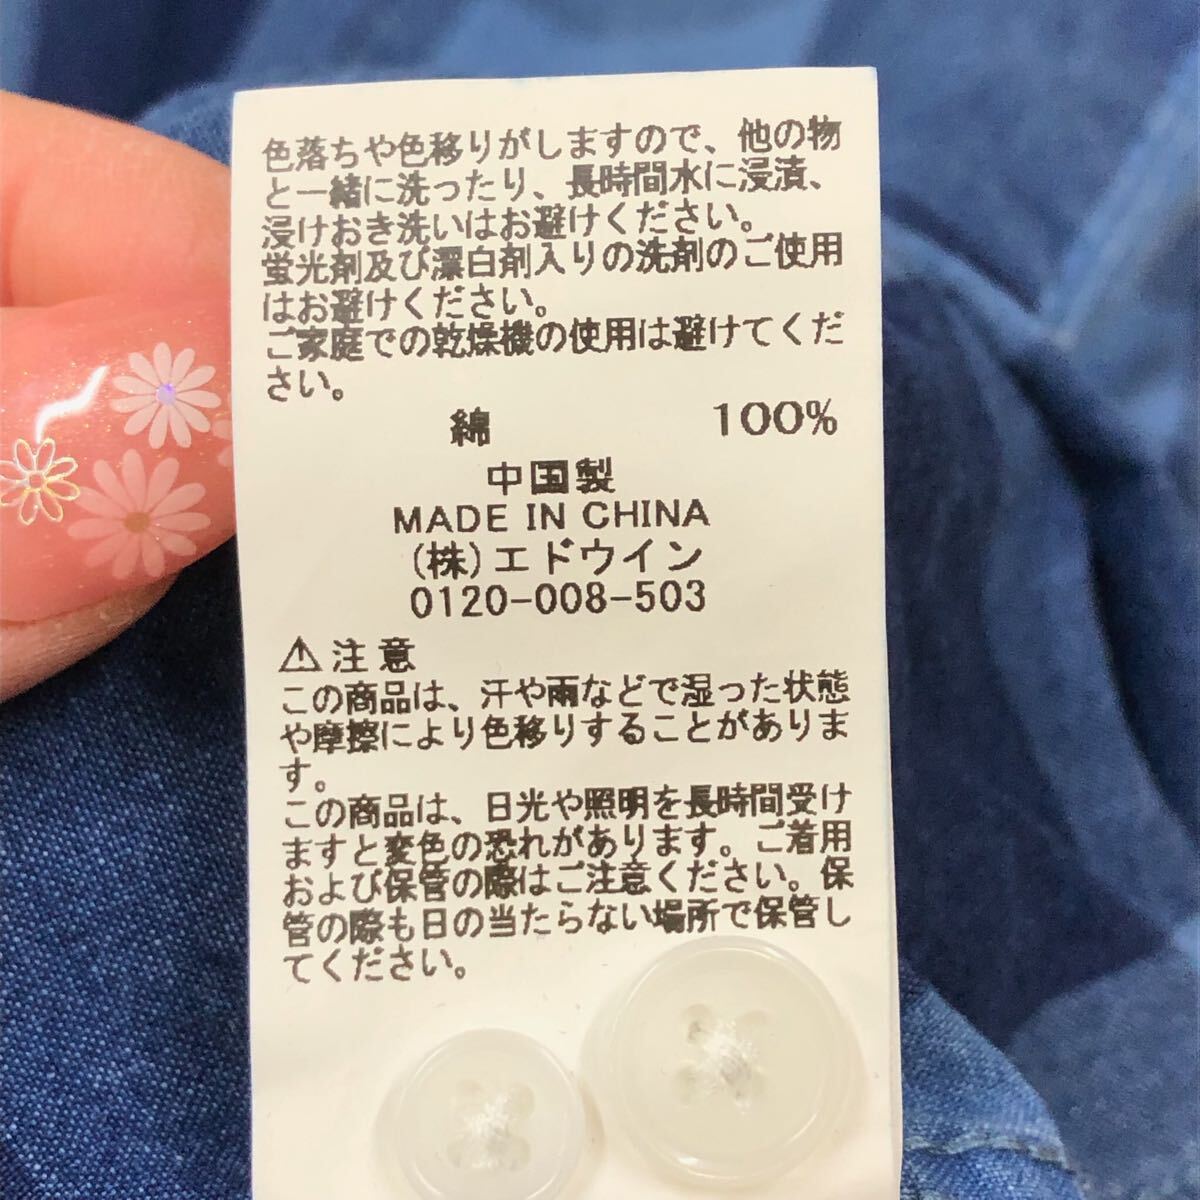 色落ちや色移りがしますので、他の物
と一緒に洗ったり、長時間水に浸漬、
浸けおき洗いはお避けください。
蛍光剤及び漂白剤入りの洗剤のご使用
はお避けください。
ご家庭での乾燥機の使用は避けてくだ
さい。
綿 100%
中国製
MADE IN CHINA
(株)エドウイン
0120-008-503
⚠注意
この商品は、汗や雨などで湿った状態
や摩擦により色移りすることがありま
す。
この商品は、日光や照明を長時間受け
ますと変色の恐れがあります。ご着用
および保管の際はご注意ください。保
管の際も日の当たらない場所で保管し
てください。